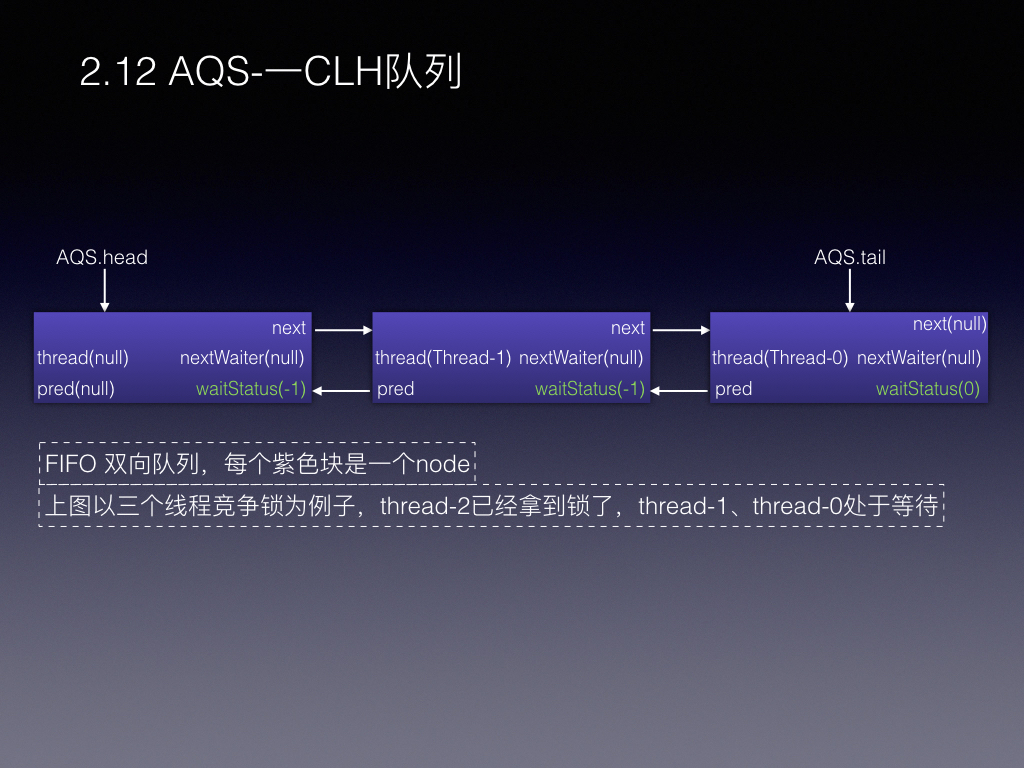 2.12 AQS-一CLH队列
AQS.head
AQS.tail
next
next
next(null)
thread(null) nextWaiter(null)
thread(Thread-1) nextWaiter(null)
thread(Thread-0) nextWaiter(null)
pred(null) waitStatus(-1)
pred waitStatus(-1)
pred waitStatus(0)
FIFO 双向队列，每个紫色块是一个node
上图以三个线程竞争锁为例子，thread-2已经拿到锁了，thread-1、thread-0处于等待